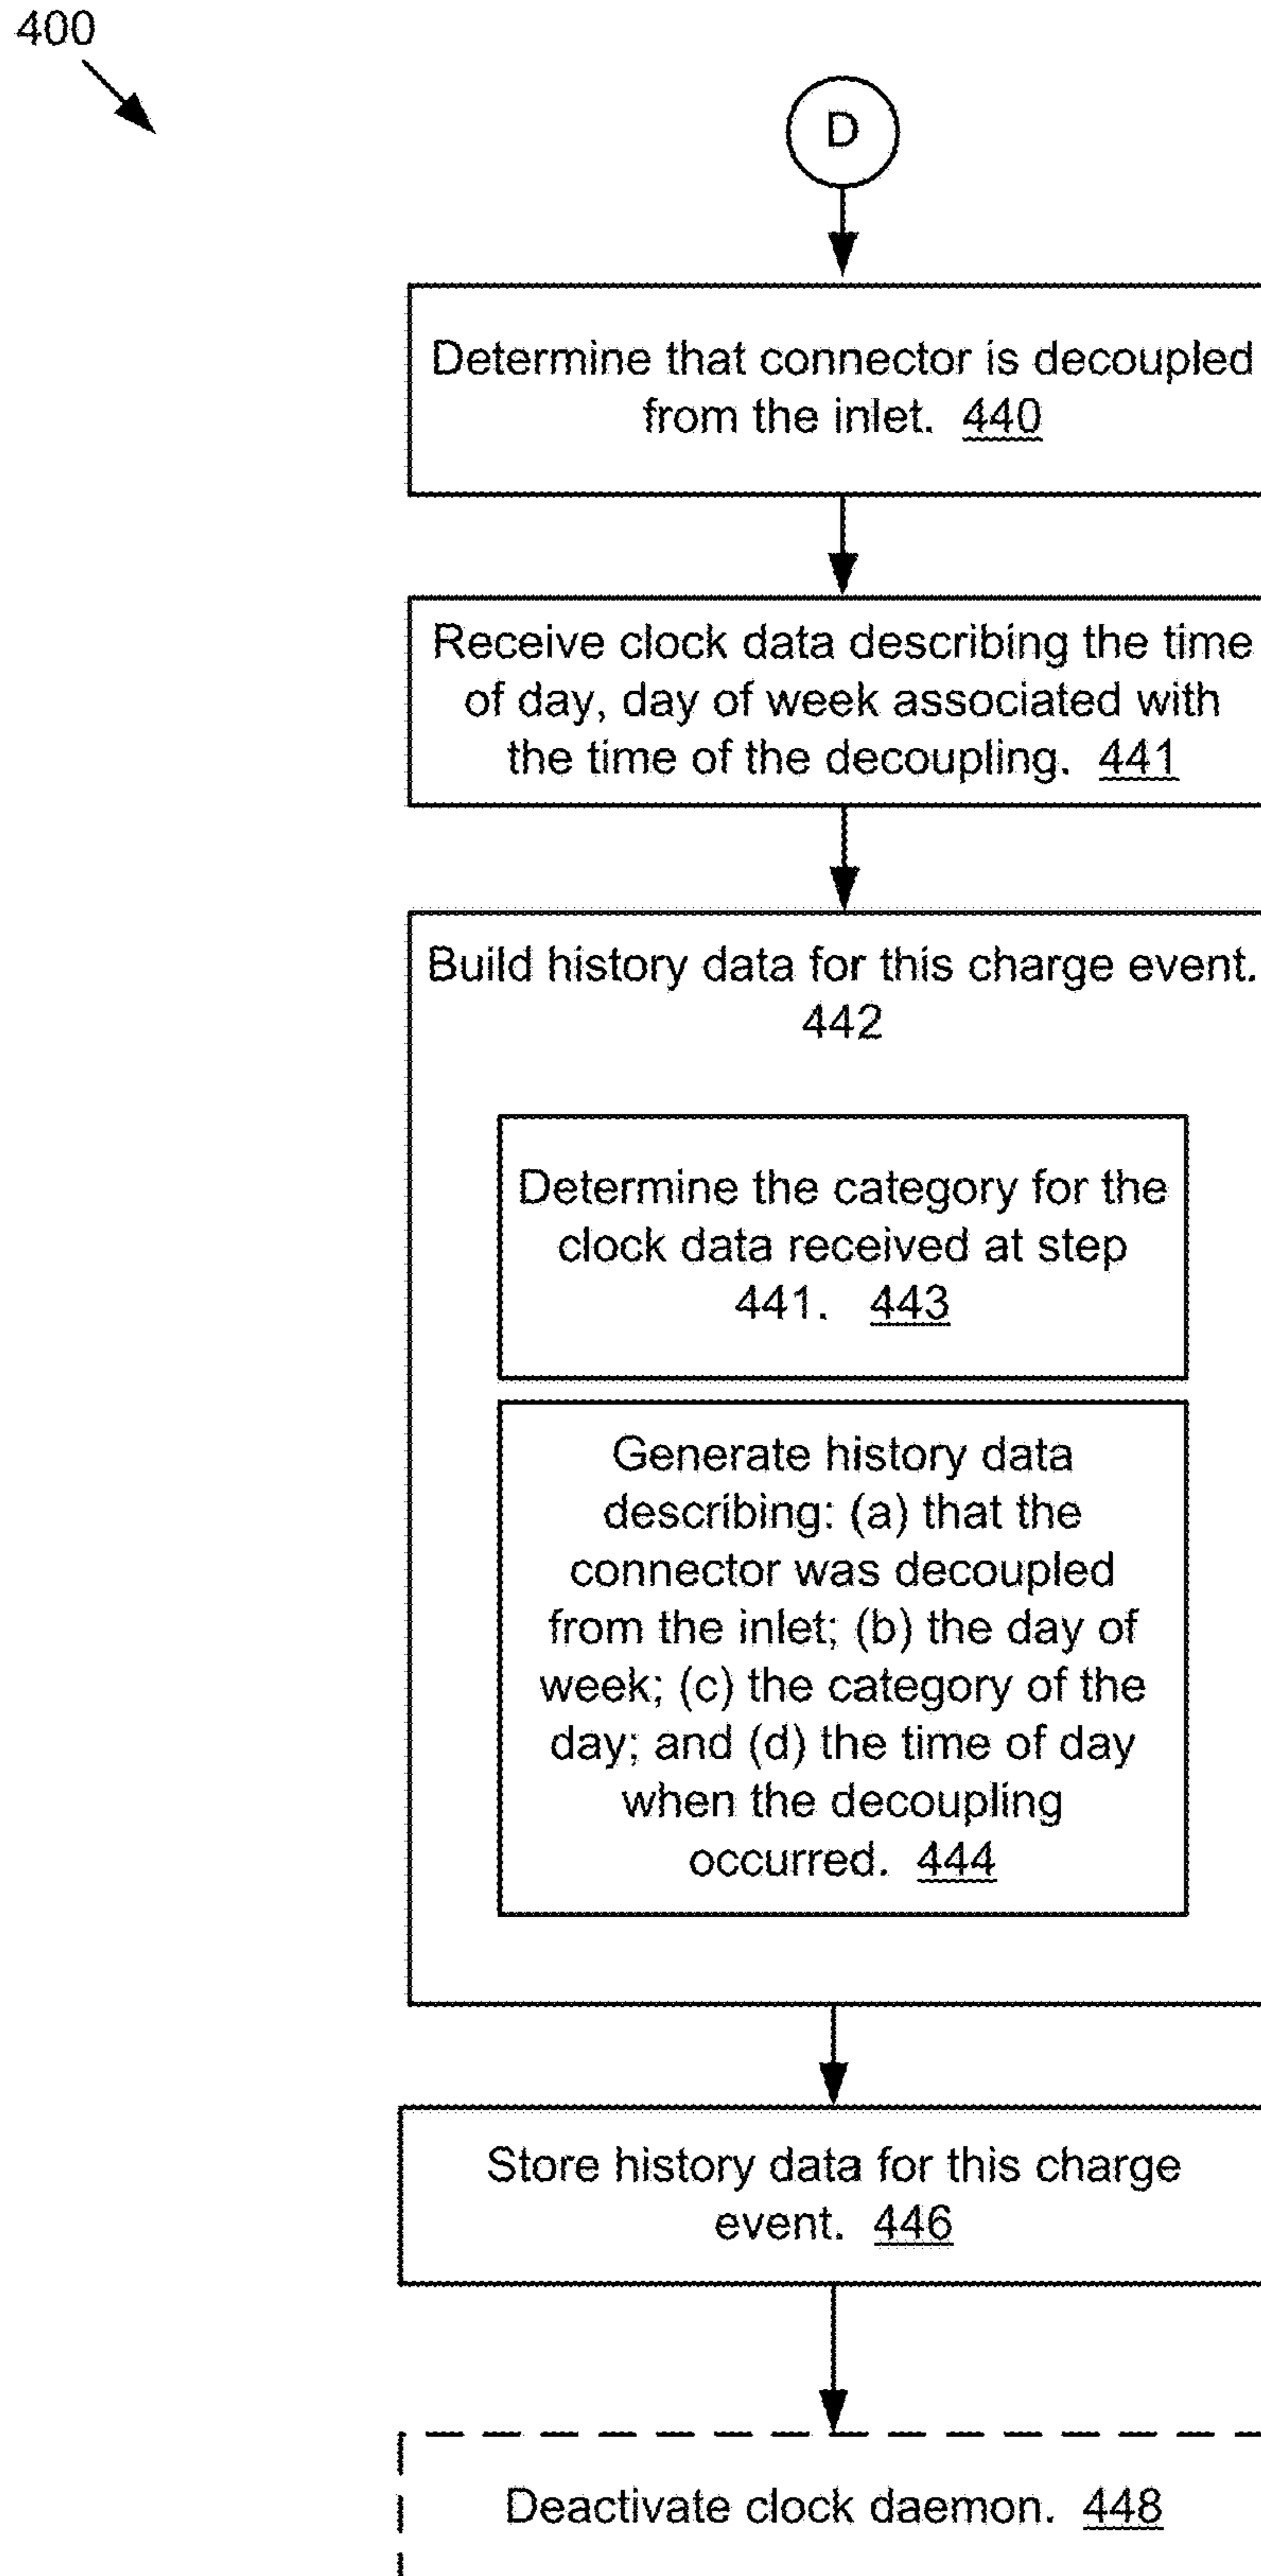 400
D
Determine that connector is decoupled
from the inlet. 440
Receive clock data describing the time
of day, day of week associated with
the time of the decoupling. 441
Build history data for this charge event.
442
Determine the category for the
clock data received at step
441. 443
Generate history data
describing: (a) that the
connector was decoupled
from the inlet; (b) the day of
week; (c) the category of the
day; and (d) the time of day
when the decoupling
occurred. 444
Store history data for this charge
event. 446
Deactivate clock daemon. 448